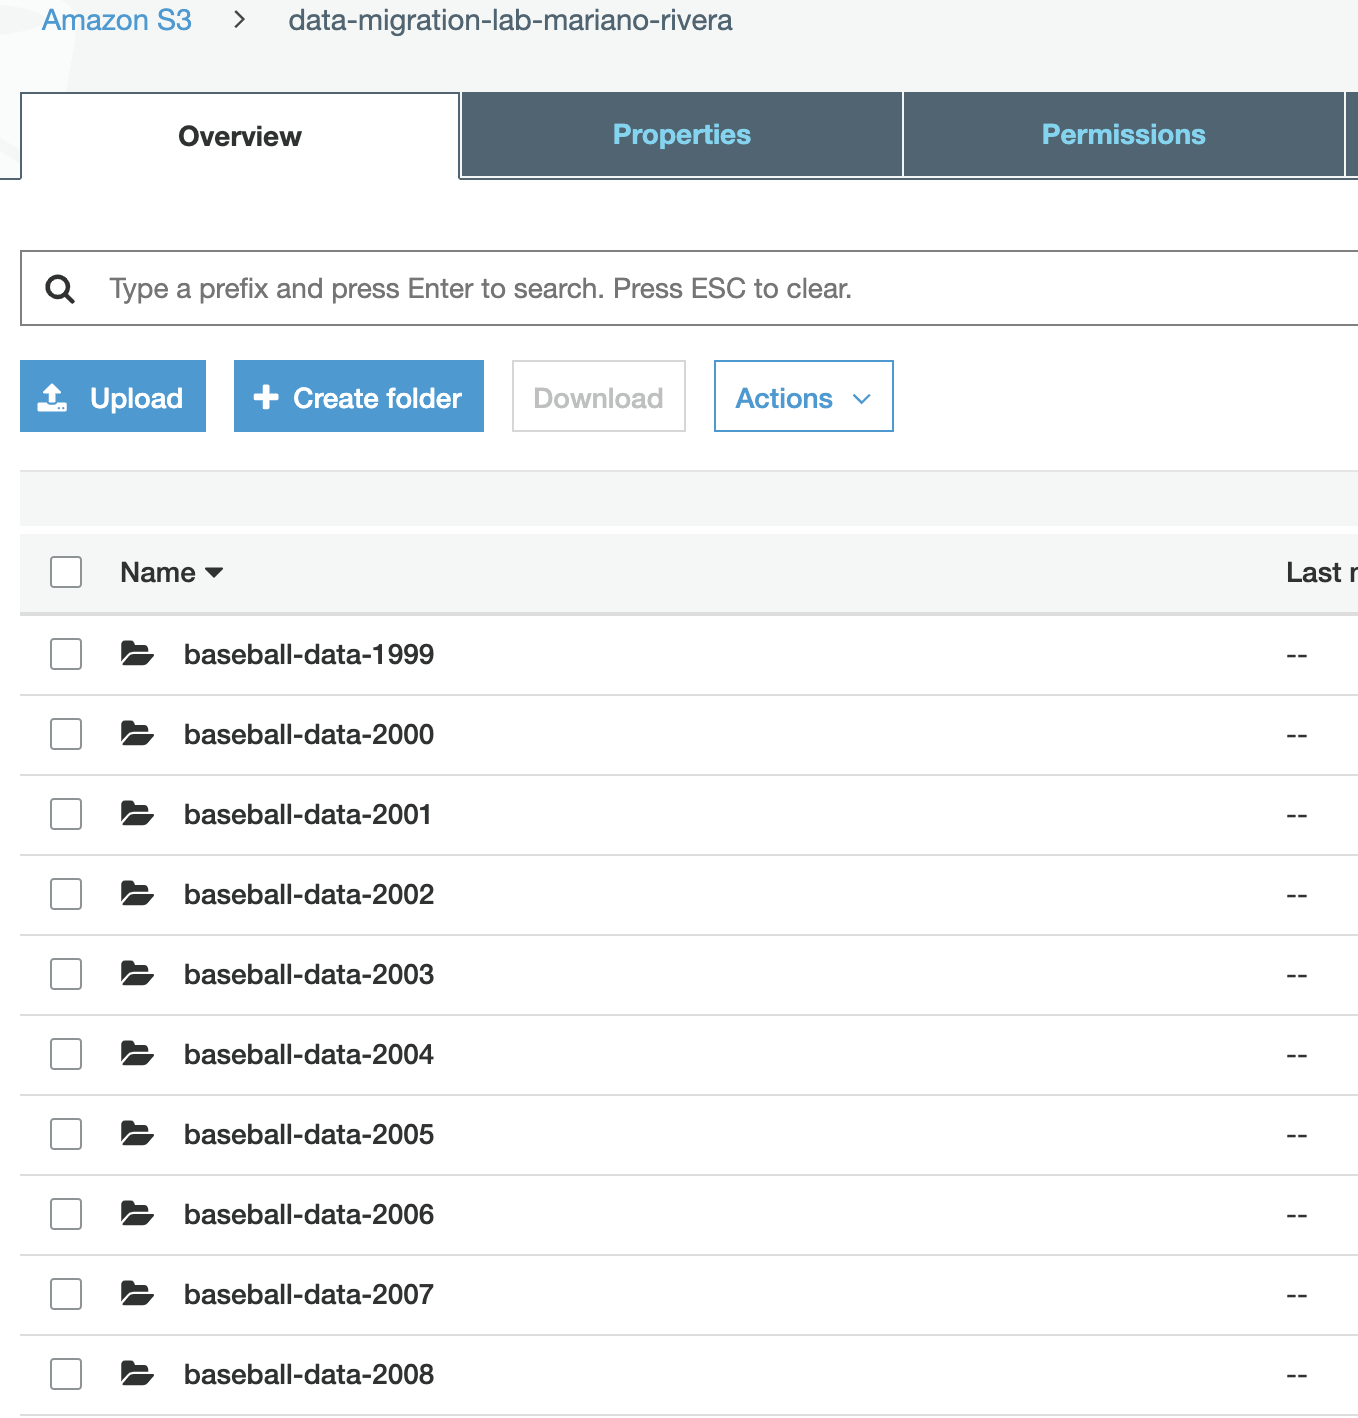 Amazon S3 > data-migration-lab-mariano-rivera
Overview Properties Permissions
Type a prefix and press Enter to search. Press ESC to clear.
Upload + Create folder Download Actions
Name Last
baseball-data-1999 --
baseball-data-2000 --
baseball-data-2001 --
baseball-data-2002 --
baseball-data-2003 --
baseball-data-2004 --
baseball-data-2005 --
baseball-data-2006 --
baseball-data-2007 --
baseball-data-2008 --